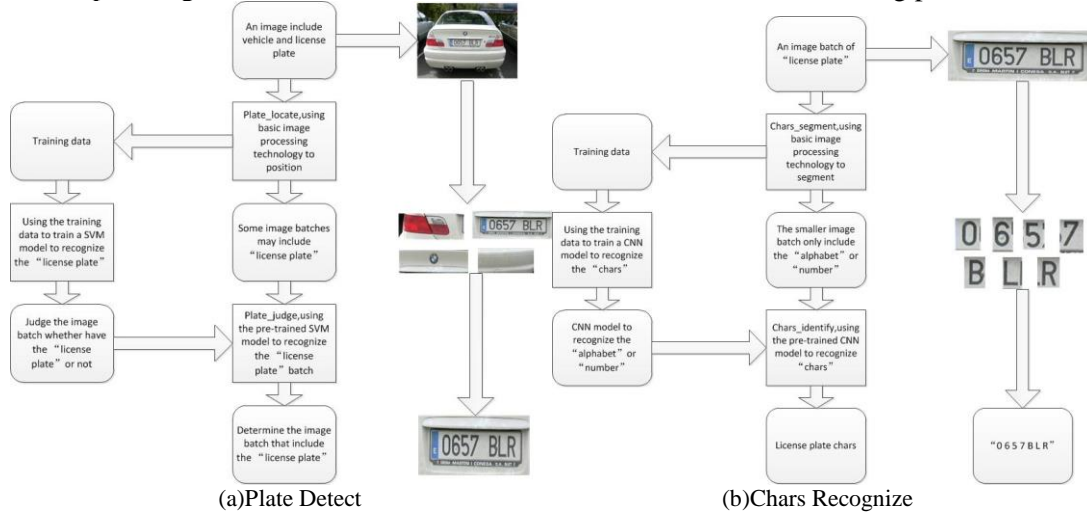 An image include
vehicle and license
plate
Plate_locate,using
basic image
processing
technology to
position
Training data
Using the training
data to train a SVM
model to recognize
the “license plate”
Some image batches
may include
“license plate”
Judge the image
batch whether have
the “license
plate” or not
Plate_judge,using
the pre-trained SVM
model to recognize
the “license
plate” batch
Determine the image
batch that include
the “license plate”
0657 BLR
0657 BLR
0657 BLR
(a)Plate Detect
An image batch of
“license plate”
Chars_segment,using
basic image
processing
technology to
segment
Training data
Using the training
data to train a CNN
model to recognize
the “chars”
The smaller image
batch only include
the “alphabet” or
“number”
CNN model to
recognize the
“alphabet” or
“number”
Chars_identify,using
the pre-trained CNN
model to recognize
“chars”
License plate chars
0657 BLR
0 6 5 7
B L R
“0657BLR”
(b)Chars Recognize